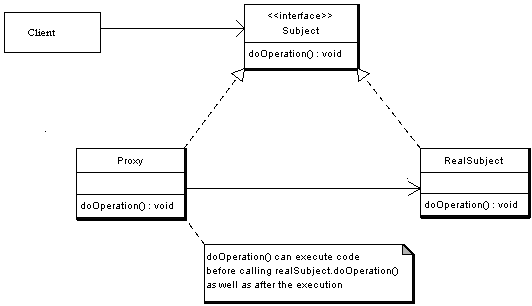 Client
<<interface>>
Subject
doOperation() : void
Proxy
doOperation() : void
RealSubject
doOperation() : void
doOperation() can execute code
before calling realSubject.doOperation()
as well as after the execution